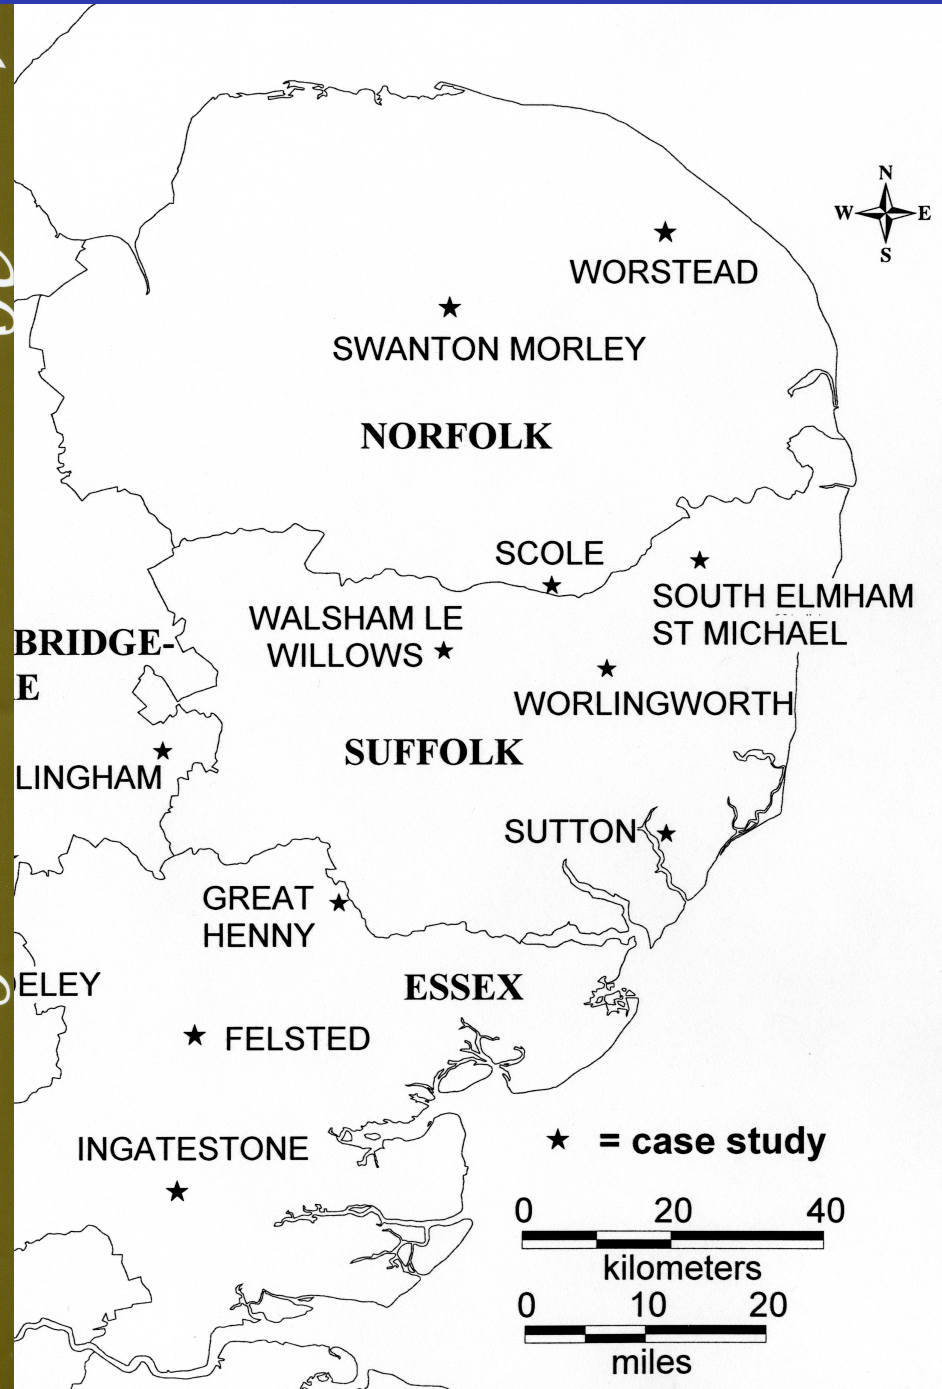 N
W E
S
WORSTEAD
SWANTON MORLEY
NORFOLK
SCOLE
SOUTH ELMHAM
ST MICHAEL
WALSHAM LE
WILLOWS
BRIDGE-
E
WORLINGWORTH
SUFFOLK
LINGHAM
SUTTON
GREAT
HENNY
ELEY
ESSEX
FELSTED
INGATESTONE
= case study
0 20 40
kilometers
0 10 20
miles